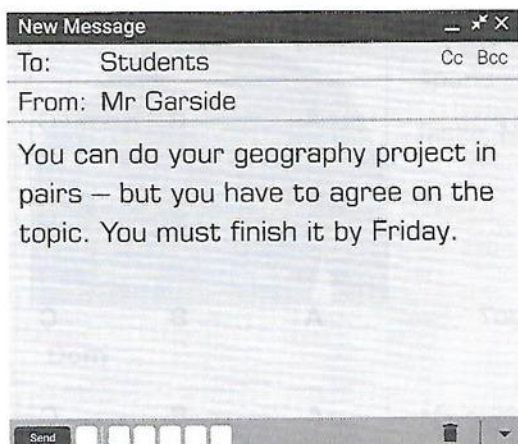 New Message
To: Students Cc Bcc
From: Mr Garside
You can do your geography project in
pairs – but you have to agree on the
topic. You must finish it by Friday.
Send